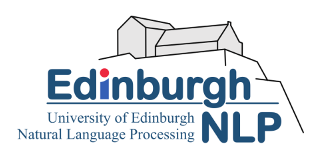 Edinburgh
University of Edinburgh
Natural Language Processing NLP